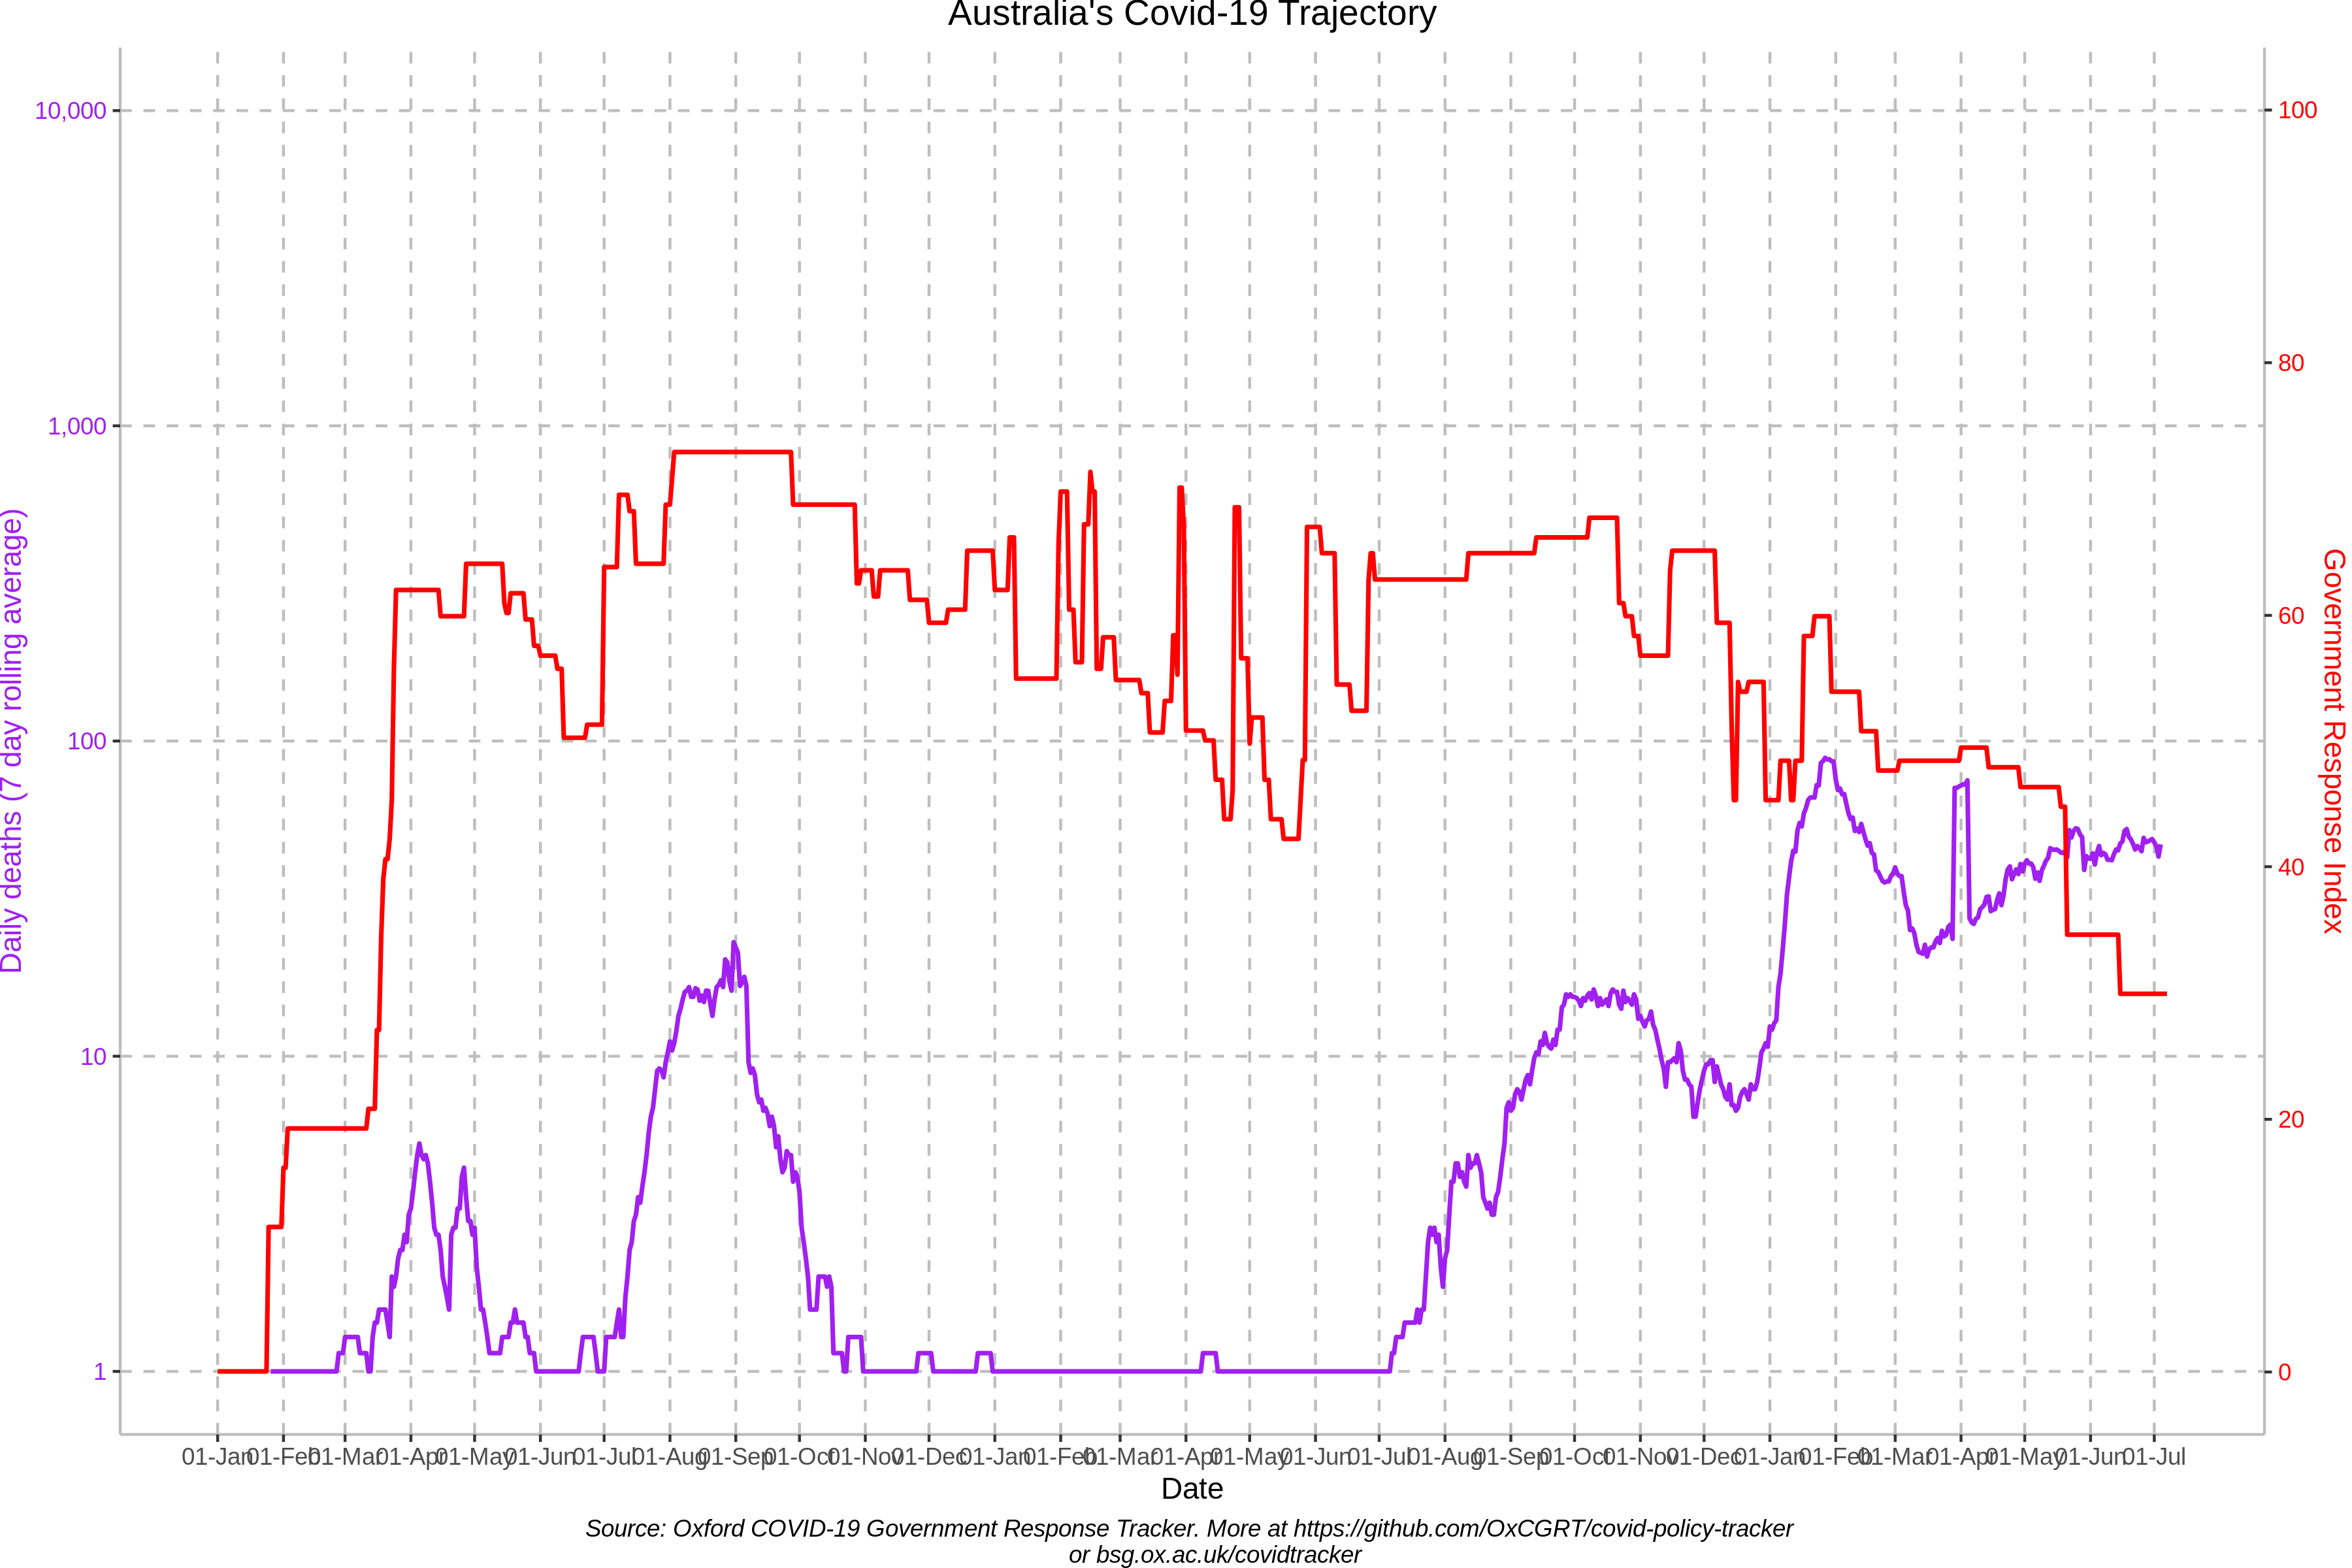 Australia's Covid-19 Trajectory
10,000
1,000
100
10
1
Daily deaths (7 day rolling average)
100
80
60
40
20
0
Government Response Index
01-Jan 01-Feb 01-Mar 01-Apr 01-May 01-Jun 01-Jul 01-Aug 01-Sep 01-Oct 01-Nov 01-Dec 01-Jan 01-Feb 01-Mar 01-Apr 01-May 01-Jun 01-Jul 01-Aug 01-Sep 01-Oct 01-Nov 01-Dec 01-Jan 01-Feb 01-Mar 01-Apr 01-May 01-Jun 01-Jul
Date
Source: Oxford COVID-19 Government Response Tracker. More at https://github.com/OxCGRT/covid-policy-tracker
or bsg.ox.ac.uk/covidtracker